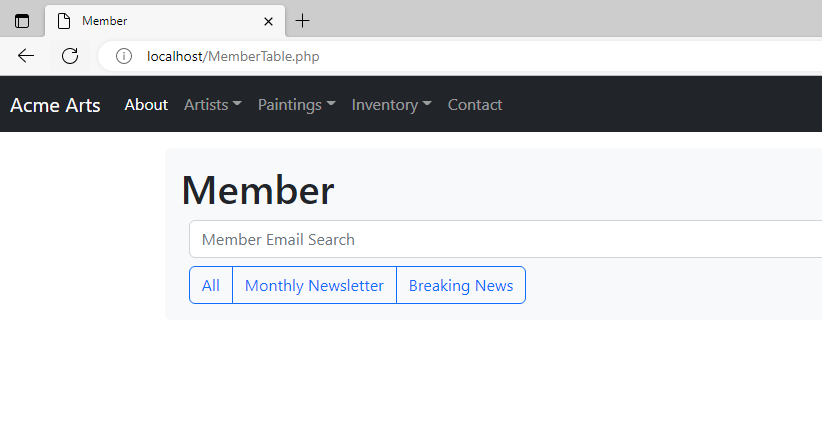 Member
localhost/MemberTable.php
Acme Arts About Artists Paintings Inventory Contact
Member
Member Email Search
All Monthly Newsletter Breaking News